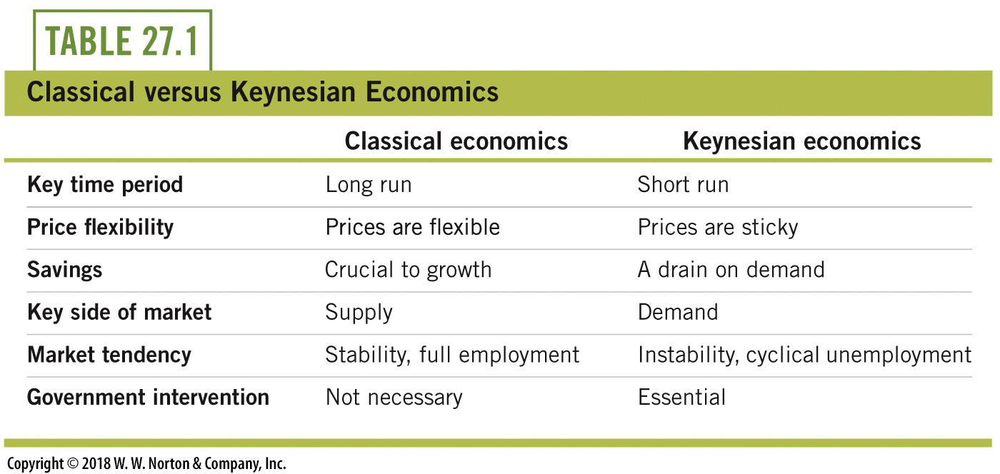 TABLE 27.1
Classical versus Keynesian Economics
Classical economics Keynesian economics
Key time period Long run Short run
Price flexibility Prices are flexible Prices are sticky
Savings Crucial to growth A drain on demand
Key side of market Supply Demand
Market tendency Stability, full employment Instability, cyclical unemployment
Government intervention Not necessary Essential
Copyright © 2018 W. W. Norton & Company, Inc.